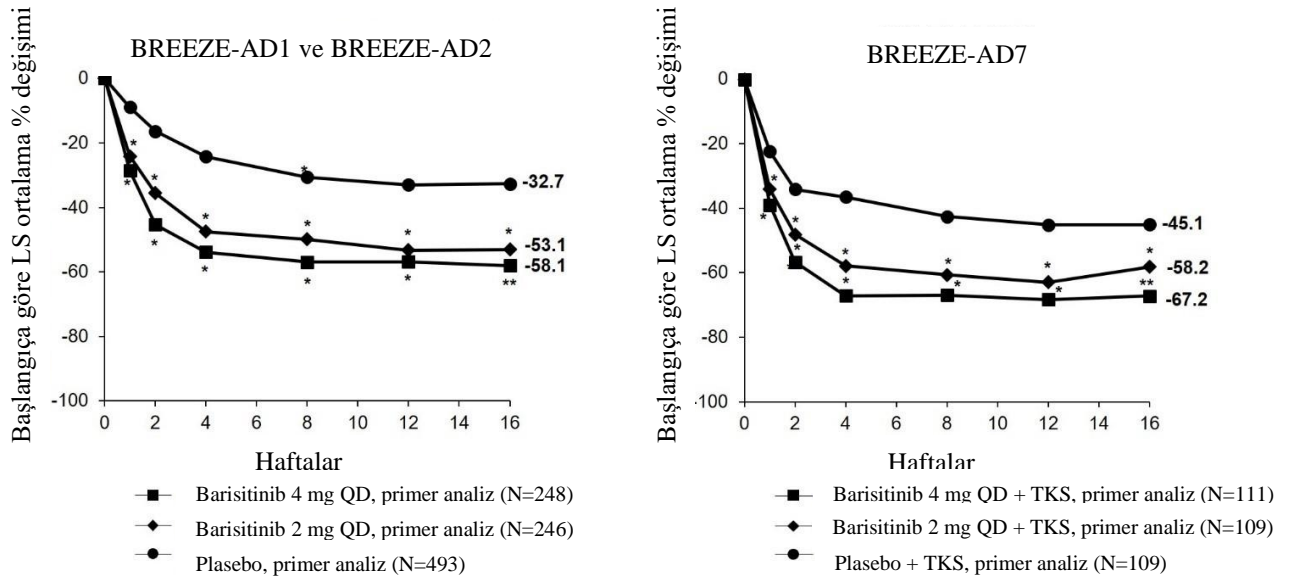 BREEZE-AD1 ve BREEZE-AD2
Başlangıça göre LS ortalama % değişimi
0
-20
-40
-60
-80
-100
* * * * * * *
* * * * * **
-32.7
-53.1
-58.1
0 2 4 6 8 10 12 14 16
Haftalar
Barisitinib 4 mg QD, primer analiz (N=248)
Barisitinib 2 mg QD, primer analiz (N=246)
Plasebo, primer analiz (N=493)
BREEZE-AD7
Başlangıça göre LS ortalama % değişimi
0
-20
-40
-60
-80
-100
* * * * * *
* * * * * **
-45.1
-58.2
-67.2
0 2 4 6 8 10 12 14 16
Haftalar
Barisitinib 4 mg QD + TKS, primer analiz (N=111)
Barisitinib 2 mg QD + TKS, primer analiz (N=109)
Plasebo + TKS, primer analiz (N=109)